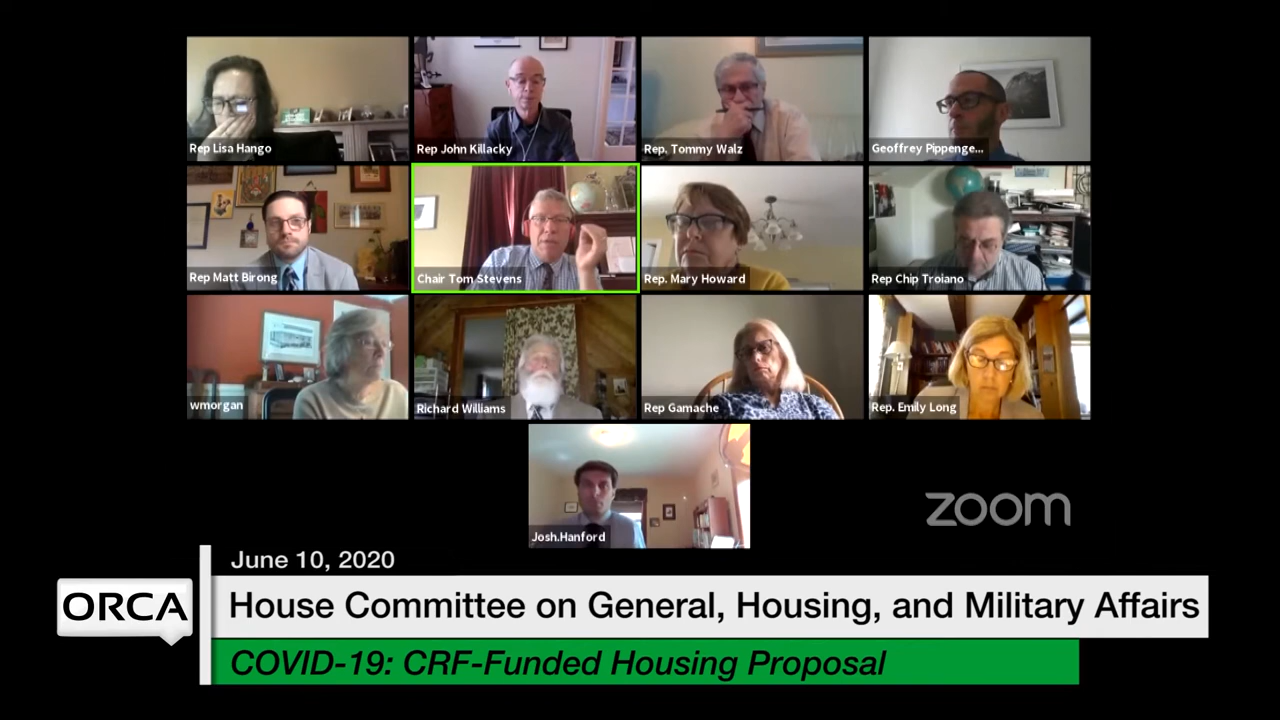 Rep Lisa Hango
Rep John Killacky
Rep. Tommy Walz
Geoffrey Pippenge...
Rep Matt Birong
Chair Tom Stevens
Rep. Mary Howard
Rep Chip Troiano
wmorgan
Richard Williams
Rep Gamache
Rep. Emily Long
Josh.Hanford
zoom
June 10, 2020
ORCA
House Committee on General, Housing, and Military Affairs
COVID-19: CRF-Funded Housing Proposal